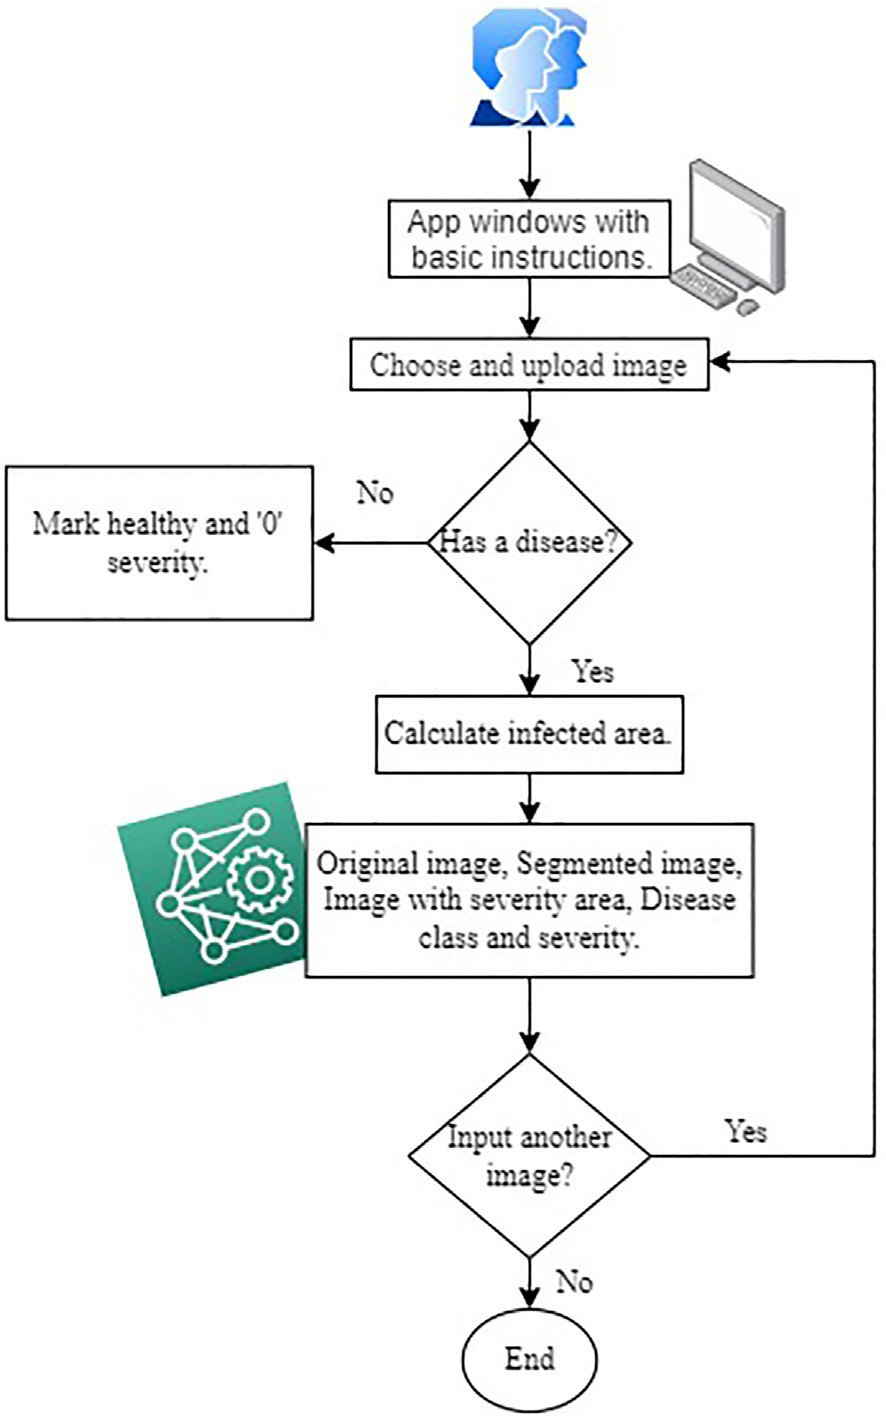 App windows with
basic instructions.
Choose and upload image
No
Mark healthy and '0'
severity.
Has a disease?
Yes
Calculate infected area.
Original image, Segmented image,
Image with severity area, Disease
class and severity.
Input another
image?
Yes
No
End